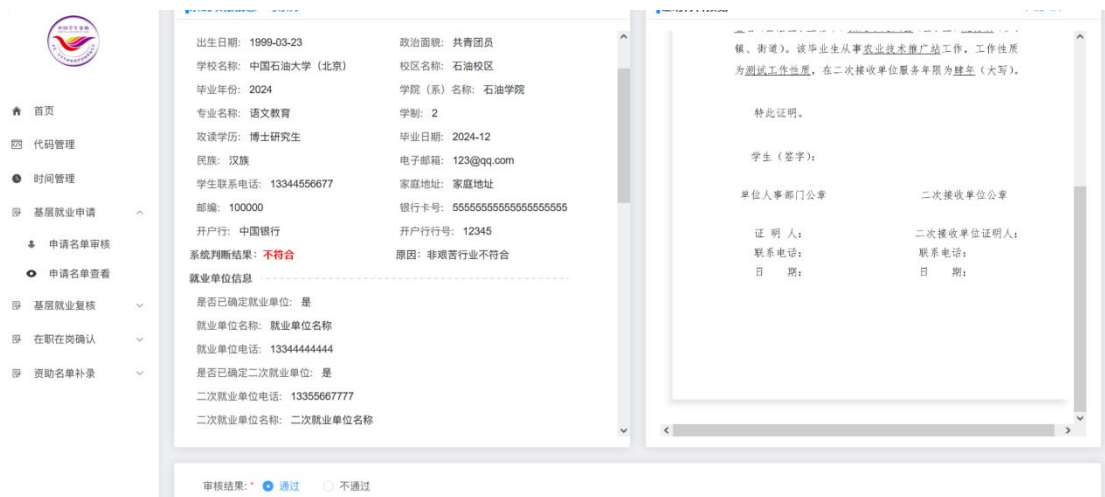 首页
代码管理
时间管理
基层就业申请
申请名单审核
申请名单查看
基层就业复核
在职在岗确认
资助名单补录
出生日期: 1999-03-23 政治面貌: 共青团员
学校名称: 中国石油大学（北京） 校区名称: 石油校区
毕业年份: 2024 学院（系）名称: 石油学院
专业名称: 语文教育 学制: 2
攻读学历: 博士研究生 毕业日期: 2024-12
民族: 汉族 电子邮箱: 123@qq.com
学生联系电话: 13344556677 家庭地址: 家庭地址
邮编: 100000 银行卡号: 55555555555555555555
开户行: 中国银行 开户行行号: 12345
系统判断结果: 不符合 原因: 非艰苦行业不符合
就业单位信息
是否已确定就业单位: 是
就业单位名称: 就业单位名称
就业单位电话: 13344444444
是否已确定二次就业单位: 是
二次就业单位电话: 13355667777
二次就业单位名称: 二次就业单位名称
镇、街道）。该毕业生从事农业技术推广站工作，工作性质
为测试工作性质，在二次接收单位服务年限为肆年（大写）。
特此证明。
学生（签字）：
单位人事部门公章 二次接收单位公章
证 明 人： 二次接收单位证明人：
联系电话： 联系电话：
日 期： 日 期：
审核结果: * 通过 不通过